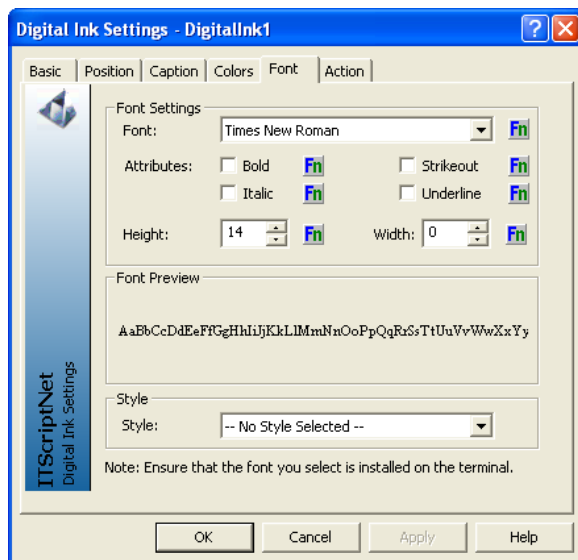 Digital Ink Settings - DigitalInk1
Basic Position Caption Colors Font Action
Font Settings
Font: Times New Roman Fn
Attributes: Bold Fn Strikeout Fn
Italic Fn Underline Fn
Height: 14 Fn Width: 0 Fn
Font Preview
AaBbCcDdEeFfGgHhIiJjKkLlMmNnOoPpQqRrSsTtUuVvWwXxYy
Style
Style: -- No Style Selected --
Note: Ensure that the font you select is installed on the terminal.
ITScriptNet
Digital Ink Settings
OK Cancel Apply Help